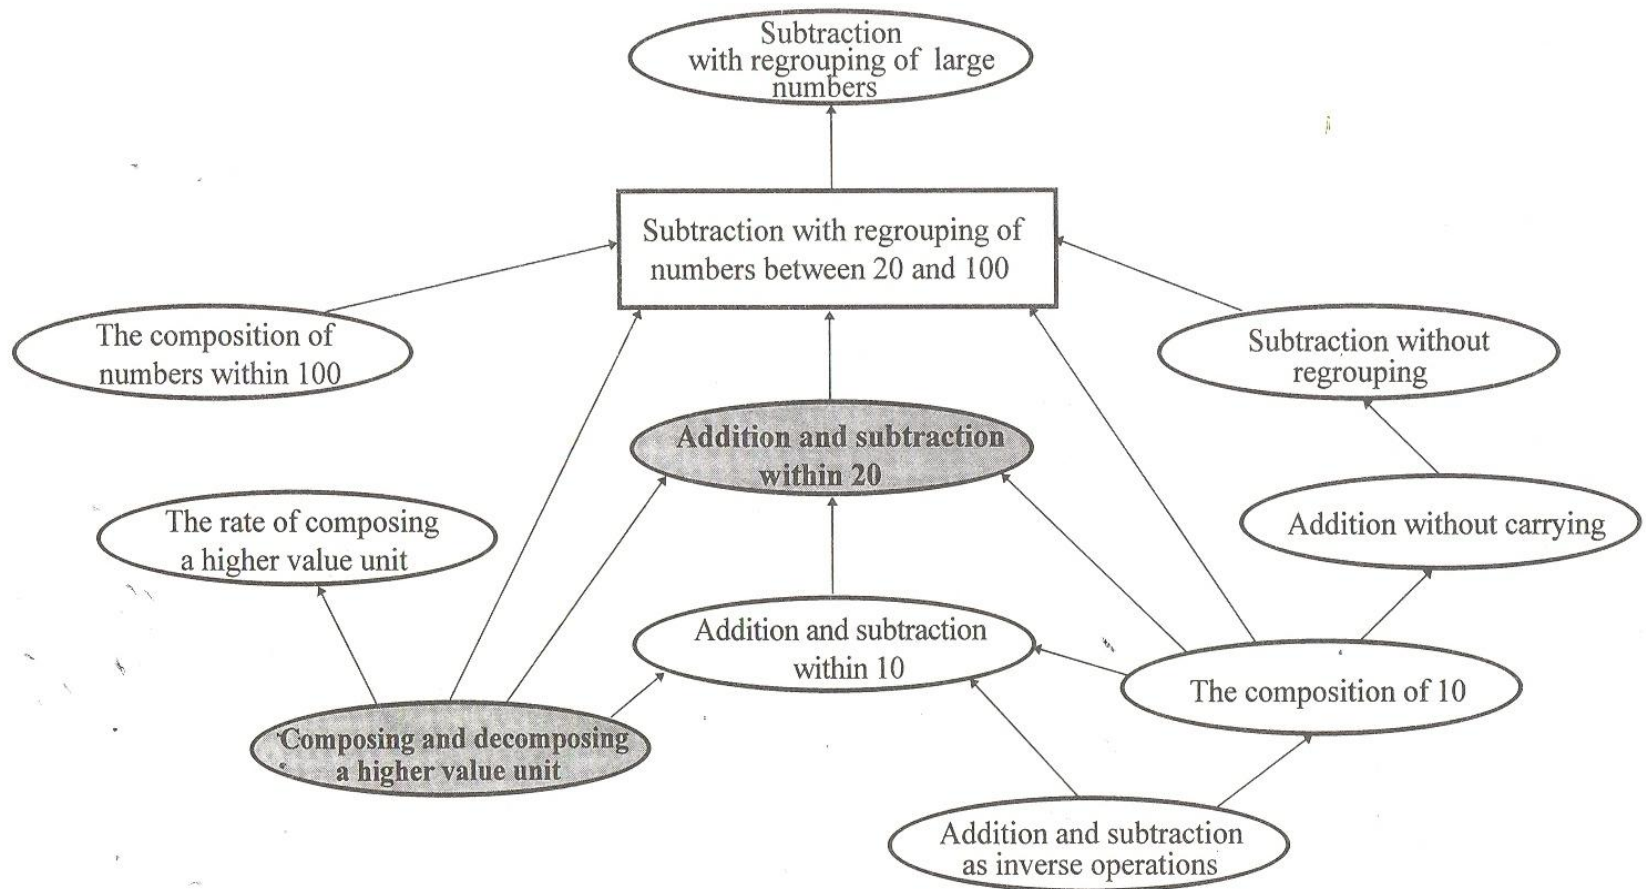 Subtraction
with regrouping of large
numbers
Subtraction with regrouping of
numbers between 20 and 100
The composition of
numbers within 100
Subtraction without
regrouping
Addition and subtraction
within 20
The rate of composing
a higher value unit
Addition without carrying
Addition and subtraction
within 10
The composition of 10
Composing and decomposing
a higher value unit
Addition and subtraction
as inverse operations